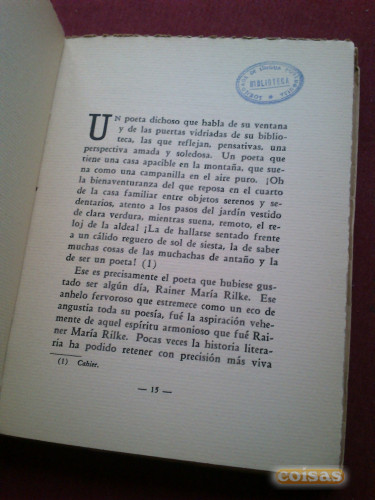 BIBLIOTECA
UN poeta dichoso que habla de su ventana
y de las puertas vidriadas de su biblio-
teca, las que reflejan, pensativas, una
perspectiva amada y soledosa. Un poeta que
tiene una casa apacible en la montaña, que sue-
na como una campanilla en el aire puro. ¡Oh
la bienaventuranza del que reposa en el cuarto
de la casa familiar entre objetos serenos y se-
dentarios, atento a los pasos del jardín vestido
de clara verdura, mientras suena, remoto, el re-
loj de la aldea! ¡La de hallarse sentado frente
a un cálido reguero de sol de siesta, la de saber
muchas cosas de las muchachas de antaño y la
de ser un poeta! (1)
Ese es precisamente el poeta que hubiese gus-
tado ser algún día, Rainer María Rilke. Ese
anhelo fervoroso que estremece como un eco de
angustia toda su poesía, fué la aspiración vehe-
mente de aquel espíritu armonioso que fué Rai-
ner María Rilke. Pocas veces la historia litera-
ria ha podido retener con precisión más viva
(1) Cahier.
— 15 —
coisas